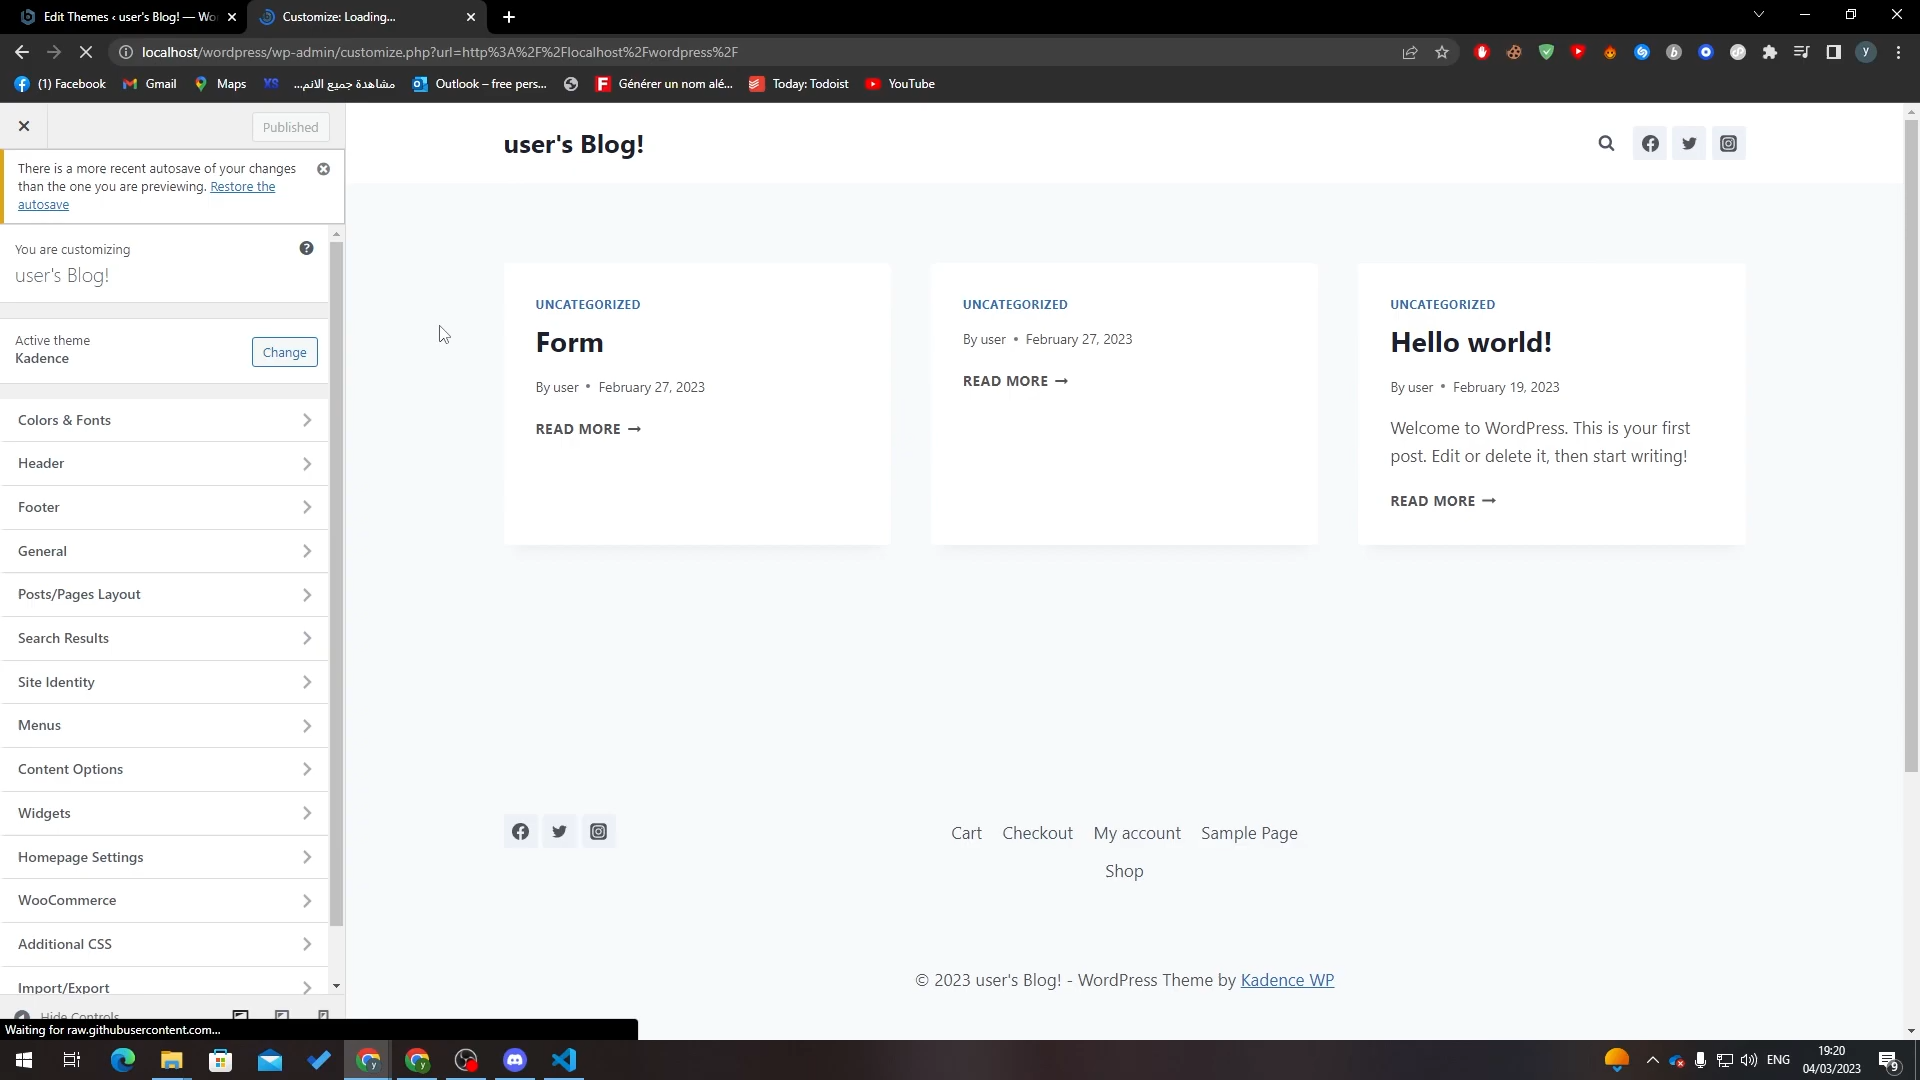 Edit Themes ‹ user's Blog! — Wo
Customize: Loading...
localhost/wordpress/wp-admin/customize.php?url=http%3A%2F%2Flocalhost%2Fwordpress%2F
(1) Facebook
Gmail
Maps
XS
مشاهدة جميع الانم...
Outlook – free pers...
Générer un nom alé...
Today: Todoist
YouTube
Published
There is a more recent autosave of your changes
than the one you are previewing. Restore the
autosave
You are customizing
user's Blog!
Active theme
Kadence
Change
Colors & Fonts
Header
Footer
General
Posts/Pages Layout
Search Results
Site Identity
Menus
Content Options
Widgets
Homepage Settings
WooCommerce
Additional CSS
Import/Export
Hide Controls
Waiting for raw.githubusercontent.com...
user's Blog!
UNCATEGORIZED
Form
By user • February 27, 2023
READ MORE →
UNCATEGORIZED
By user • February 27, 2023
READ MORE →
UNCATEGORIZED
Hello world!
By user • February 19, 2023
Welcome to WordPress. This is your first
post. Edit or delete it, then start writing!
READ MORE →
Cart Checkout My account Sample Page
Shop
© 2023 user's Blog! - WordPress Theme by Kadence WP
ENG
19:20
04/03/2023
9